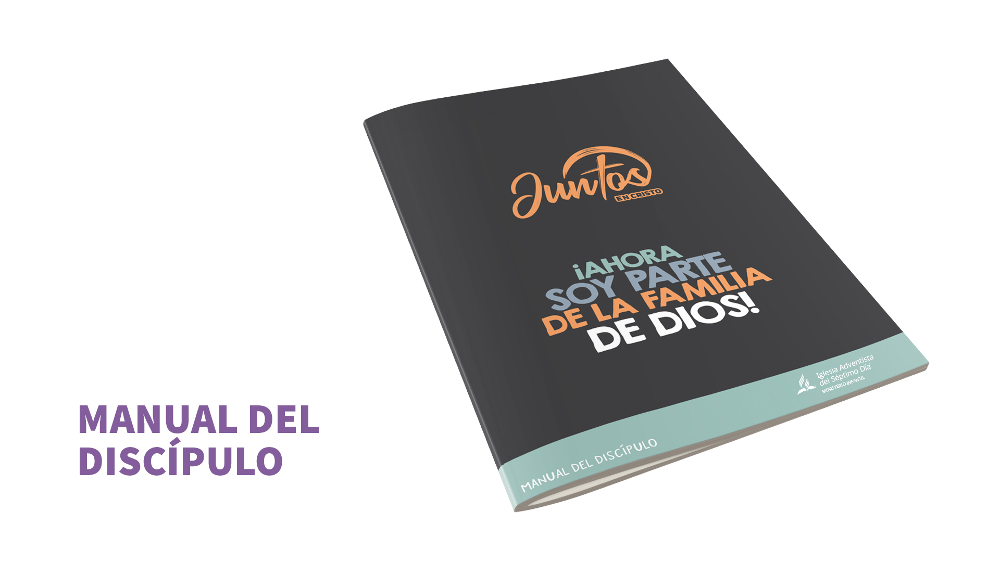 Juntos
EN CRISTO
¡AHORA
SOY PARTE
DE LA FAMILIA
DE DIOS!
Iglesia Adventista
del Séptimo Día
MINISTERIO INFANTIL
MANUAL DEL DISCÍPULO
MANUAL DEL
DISCÍPULO